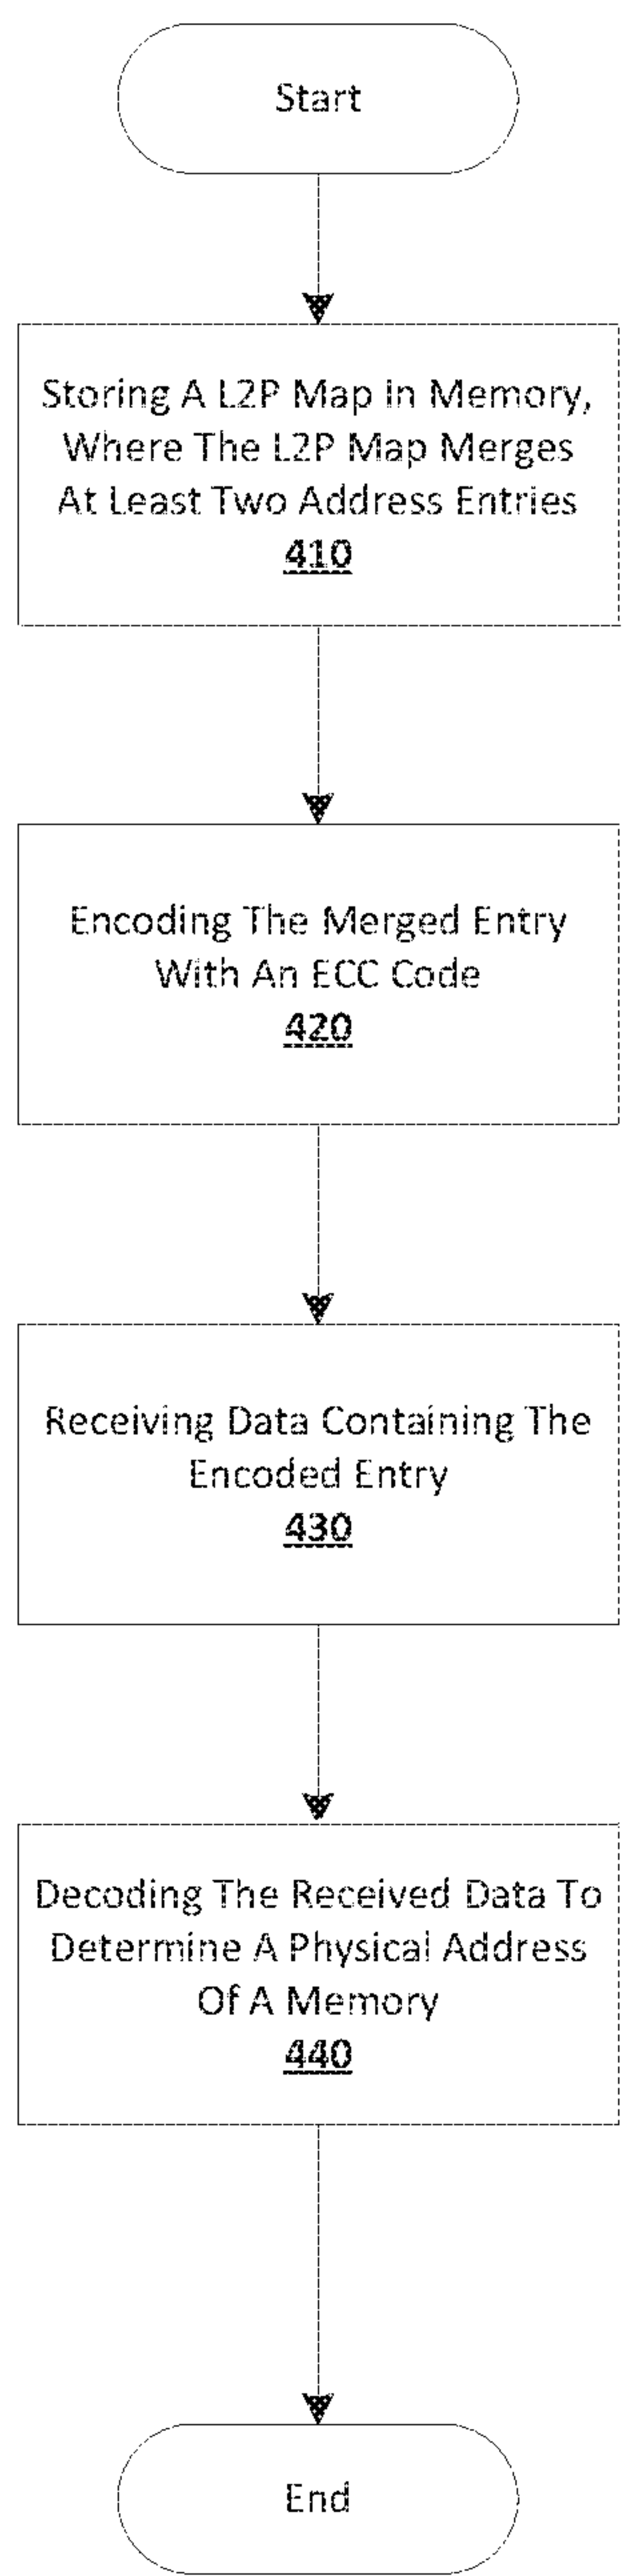 Start
Storing A L2P Map In Memory,
Where The L2P Map Merges
At Least Two Address Entries
410
Encoding The Merged Entry
With An ECC Code
420
Receiving Data Containing The
Encoded Entry
430
Decoding The Received Data To
Determine A Physical Address
Of A Memory
440
End